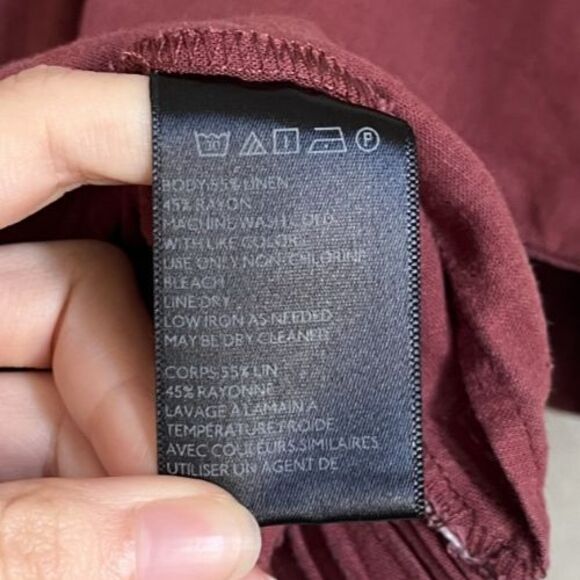 30 P
BODY 55% LINEN
45% RAYON
MACHINE WASH COLD
WITH LIKE COLORS
USE ONLY NON-CHLORINE
BLEACH
LINE DRY
LOW IRON AS NEEDED
MAY BE DRY CLEANED
CORPS 55% LIN
45% RAYONNE
LAVAGE À LA MAIN A
TEMPÉRATURE FROIDE
AVEC COULEURS SIMILAIRES
UTILISER UN AGENT DE